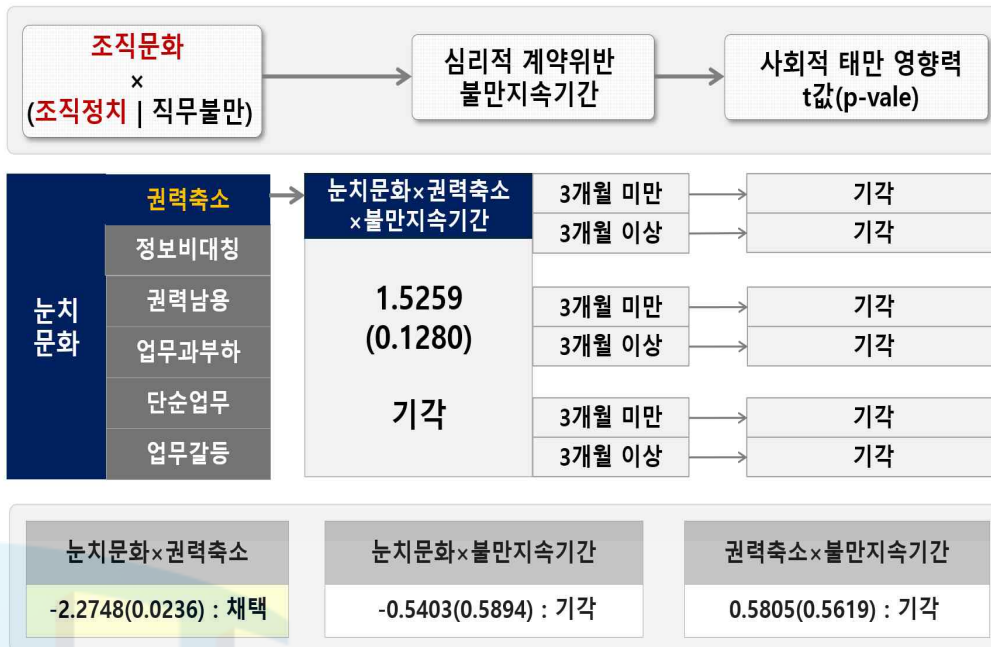 조직문화
×
(조직정치 | 직무불만)
심리적 계약위반
불만지속기간
사회적 태만 영향력
t값(p-vale)
눈치
문화
권력축소
정보비대칭
권력남용
업무과부하
단순업무
업무갈등
눈치문화×권력축소
×불만지속기간
1.5259
(0.1280)
기각
3개월 미만
기각
3개월 이상
기각
3개월 미만
기각
3개월 이상
기각
3개월 미만
기각
3개월 이상
기각
눈치문화×권력축소
-2.2748(0.0236) : 채택
눈치문화×불만지속기간
-0.5403(0.5894) : 기각
권력축소×불만지속기간
0.5805(0.5619) : 기각